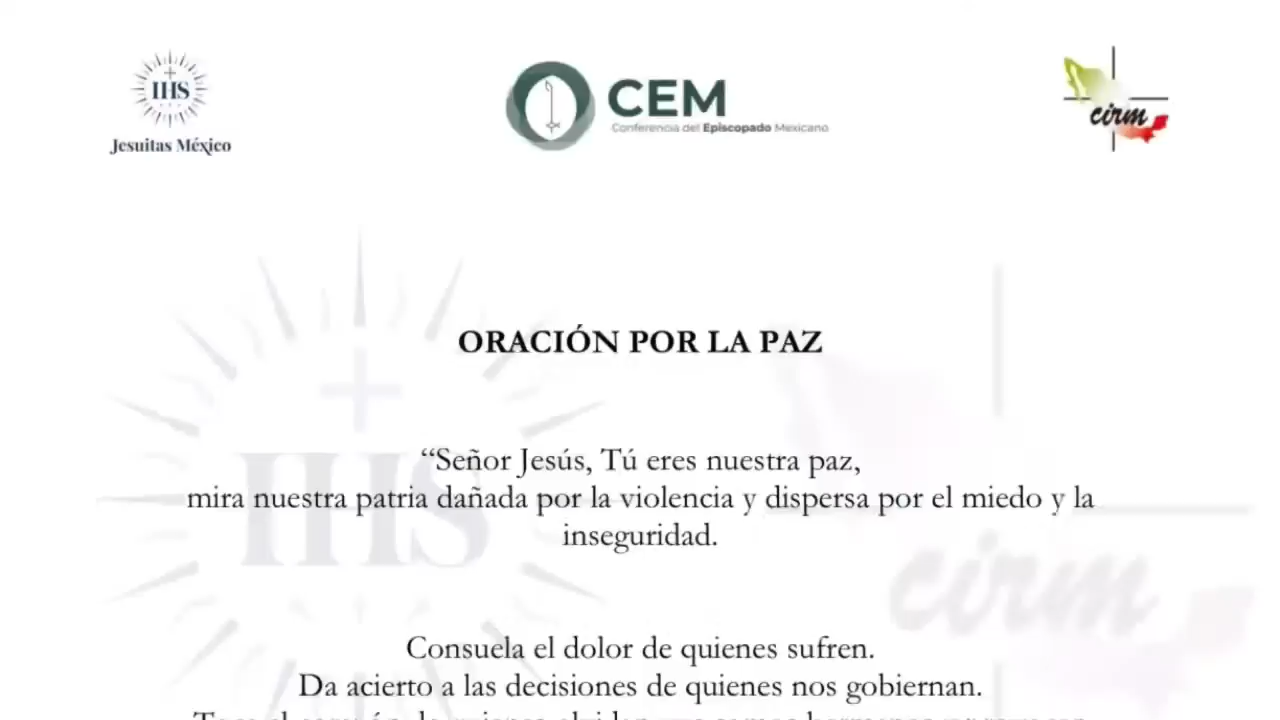 IHS
Jesuitas México
CEM
Conferencia del Episcopado Mexicano
cirm
ORACIÓN POR LA PAZ
“Señor Jesús, Tú eres nuestra paz,
mira nuestra patria dañada por la violencia y dispersa por el miedo y la
inseguridad.
Consuela el dolor de quienes sufren.
Da acierto a las decisiones de quienes nos gobiernan.
IHS
cirm